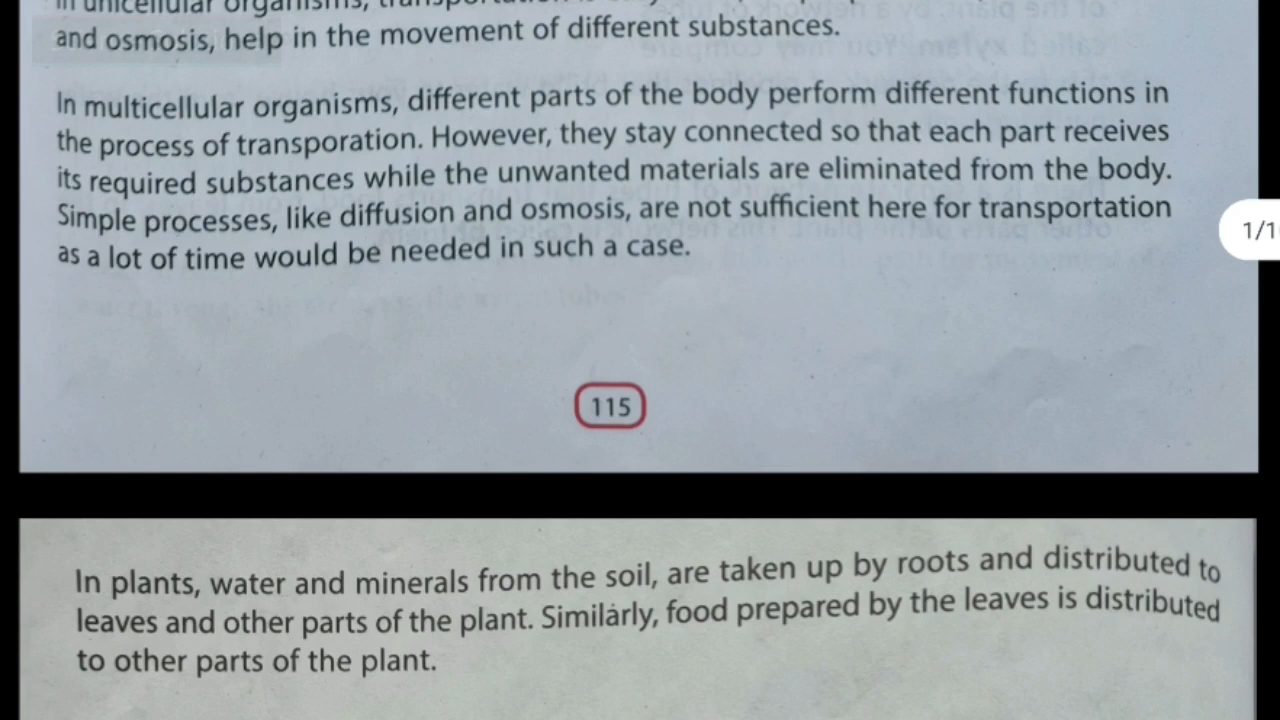 In unicellular organisms,
and osmosis, help in the movement of different substances.
In multicellular organisms, different parts of the body perform different functions in
the process of transporation. However, they stay connected so that each part receives
its required substances while the unwanted materials are eliminated from the body.
Simple processes, like diffusion and osmosis, are not sufficient here for transportation
as a lot of time would be needed in such a case.
1/1
115
In plants, water and minerals from the soil, are taken up by roots and distributed to
leaves and other parts of the plant. Similarly, food prepared by the leaves is distributed
to other parts of the plant.